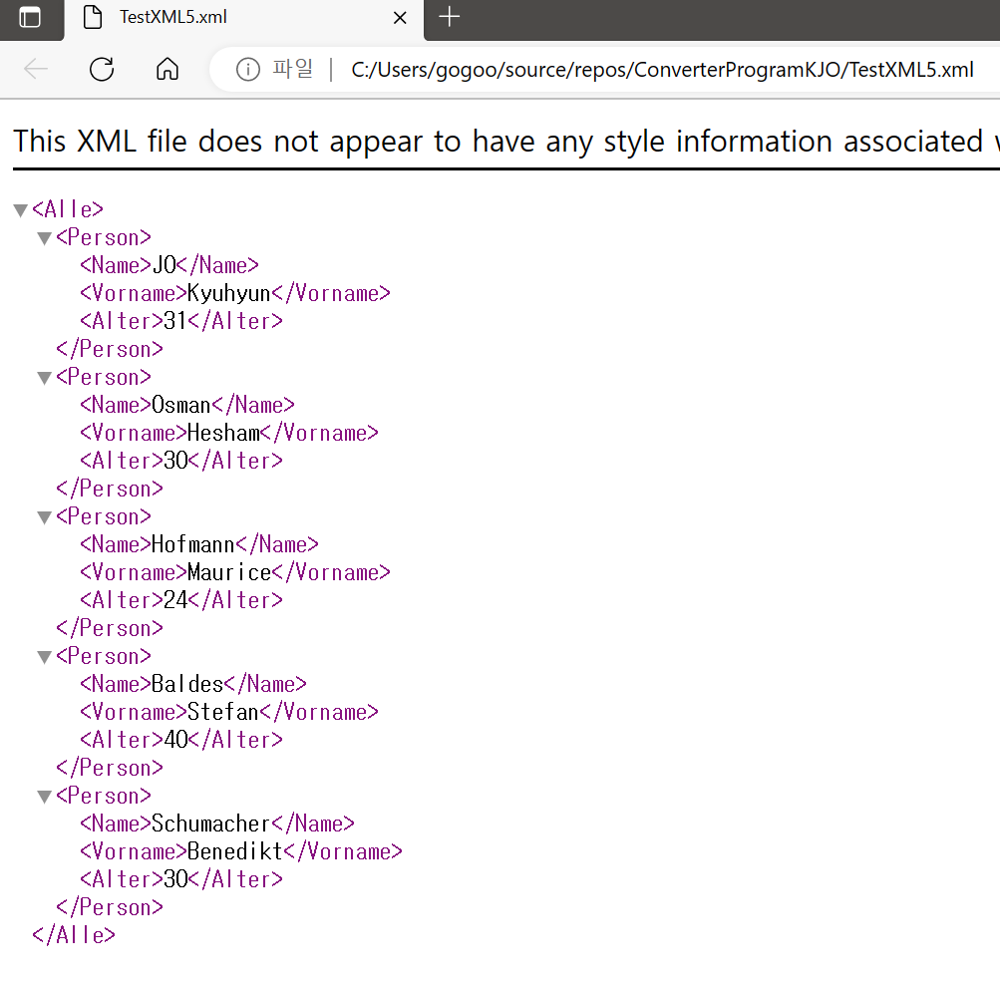 TestXML5.xml
파일 C:/Users/gogoo/source/repos/ConverterProgramKJO/TestXML5.xml
This XML file does not appear to have any style information associated
<Alle>
<Person>
<Name>JO</Name>
<Vorname>Kyuhyun</Vorname>
<Alter>31</Alter>
</Person>
<Person>
<Name>Osman</Name>
<Vorname>Hesham</Vorname>
<Alter>30</Alter>
</Person>
<Person>
<Name>Hofmann</Name>
<Vorname>Maurice</Vorname>
<Alter>24</Alter>
</Person>
<Person>
<Name>Baldes</Name>
<Vorname>Stefan</Vorname>
<Alter>40</Alter>
</Person>
<Person>
<Name>Schumacher</Name>
<Vorname>Benedikt</Vorname>
<Alter>30</Alter>
</Person>
</Alle>